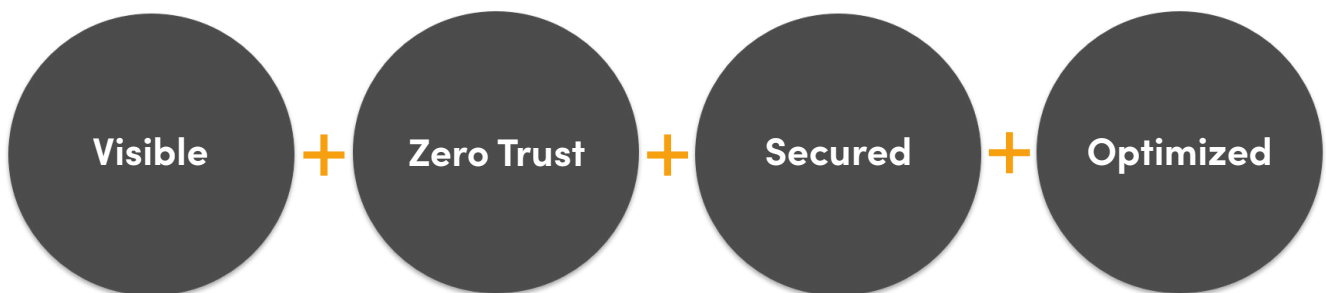 Visible + Zero Trust + Secured + Optimized